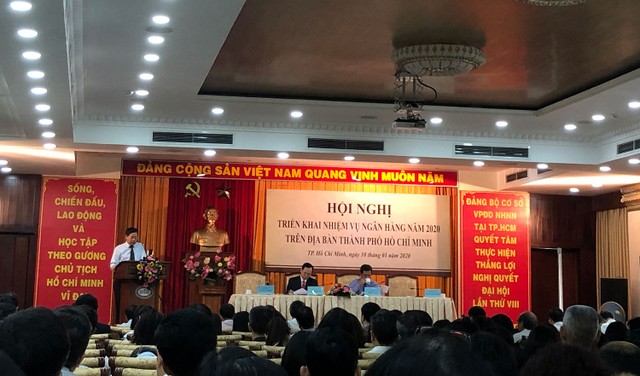 ĐẢNG CỘNG SẢN VIỆT NAM QUANG VINH MUÔN NĂM
HỘI NGHỊ
TRIỂN KHAI NHIỆM VỤ NGÂN HÀNG NĂM 2020
TRÊN ĐỊA BÀN THÀNH PHỐ HỒ CHÍ MINH
TP. Hồ Chí Minh, ngày 10 tháng 01 năm 2020
SỐNG,
CHIẾN ĐẤU,
LAO ĐỘNG
VÀ
HỌC TẬP
THEO GƯƠNG
CHỦ TỊCH
HỒ CHÍ MINH
VĨ
ĐẢNG BỘ CƠ SỞ
VPĐD NHNN
TẠI TP.HCM
QUYẾT TÂM
THỰC HIỆN
THẮNG LỢI
NGHỊ QUYẾT
ĐẠI HỘI
LẦN THỨ VIII